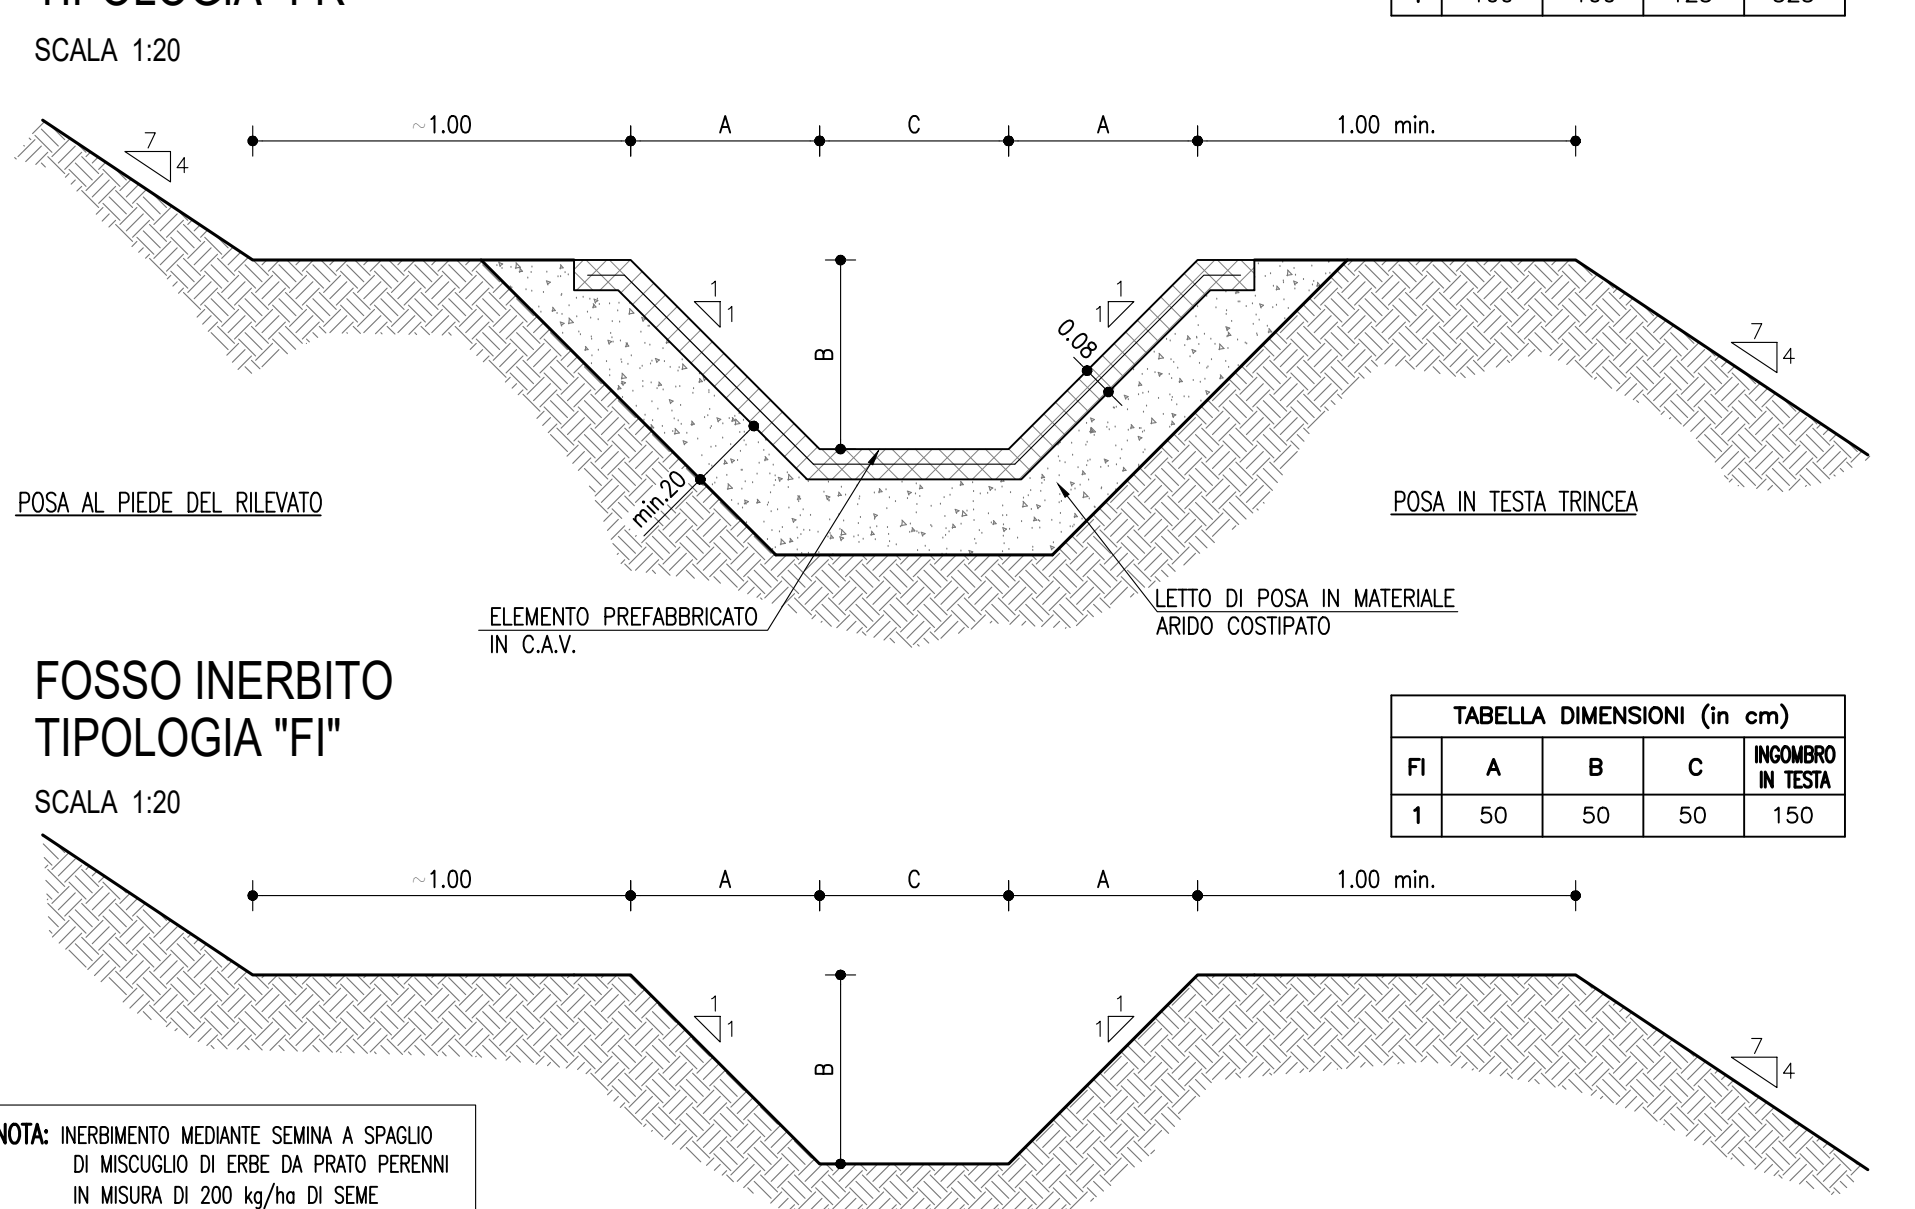 SCALA 1:20
~1.00 A C A 1.00 min.
7
4
1
1
1
1
0.08
B
7
4
min.20
POSA AL PIEDE DEL RILEVATO
POSA IN TESTA TRINCEA
ELEMENTO PREFABBRICATO
IN C.A.V.
LETTO DI POSA IN MATERIALE
ARIDO COSTIPATO
FOSSO INERBITO
TIPOLOGIA "FI"
SCALA 1:20
TABELLA DIMENSIONI (in cm)
FI A B C INGOMBRO
IN TESTA
1 50 50 50 150
~1.00 A C A 1.00 min.
1
1
1
1
B
7
4
NOTA: INERBIMENTO MEDIANTE SEMINA A SPAGLIO
DI MISCUGLIO DI ERBE DA PRATO PERENNI
IN MISURA DI 200 kg/ha DI SEME